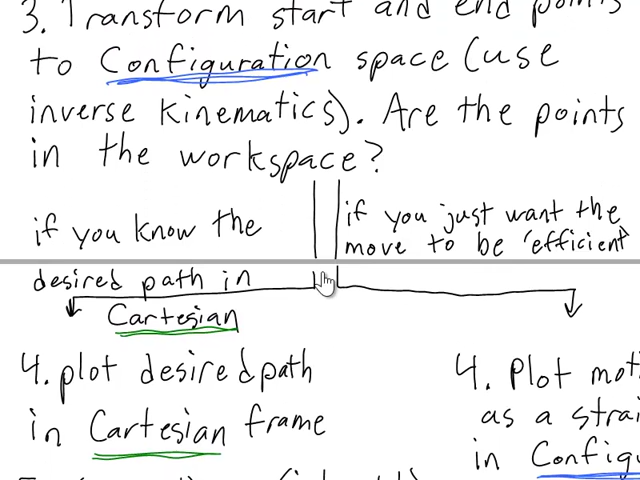 3. Transform start and end points
to Configuration space (use
inverse kinematics). Are the points
in the workspace?
if you know the
desired path in
Cartesian
if you just want the
move to be 'efficient
4. plot desired path
in Cartesian frame
4. Plot mot
as a strai
in Configu